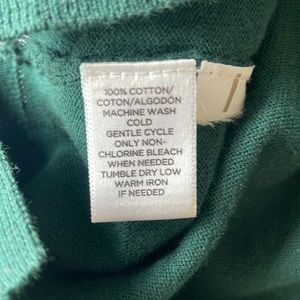 100% COTTON/
COTON/ALGODÓN
MACHINE WASH
COLD
GENTLE CYCLE
ONLY NON-
CHLORINE BLEACH
WHEN NEEDED
TUMBLE DRY LOW
WARM IRON
IF NEEDED